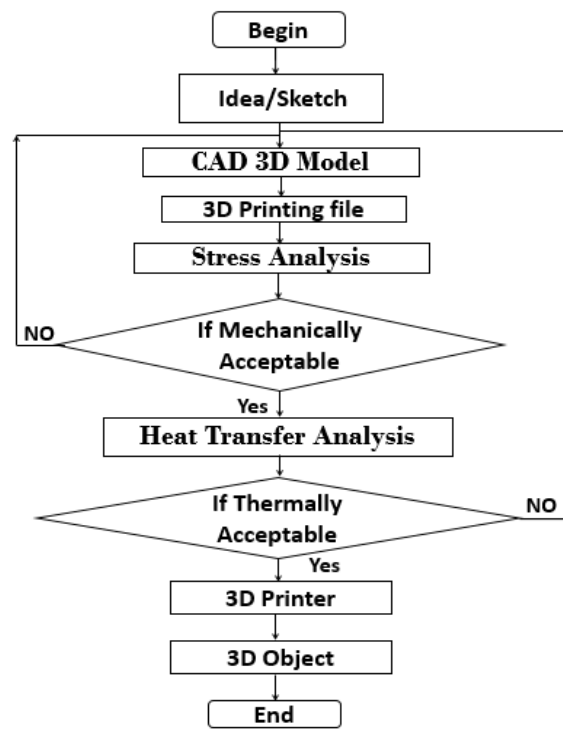 Begin
Idea/Sketch
CAD 3D Model
3D Printing file
Stress Analysis
NO
If Mechanically
Acceptable
Yes
Heat Transfer Analysis
If Thermally
Acceptable
NO
Yes
3D Printer
3D Object
End